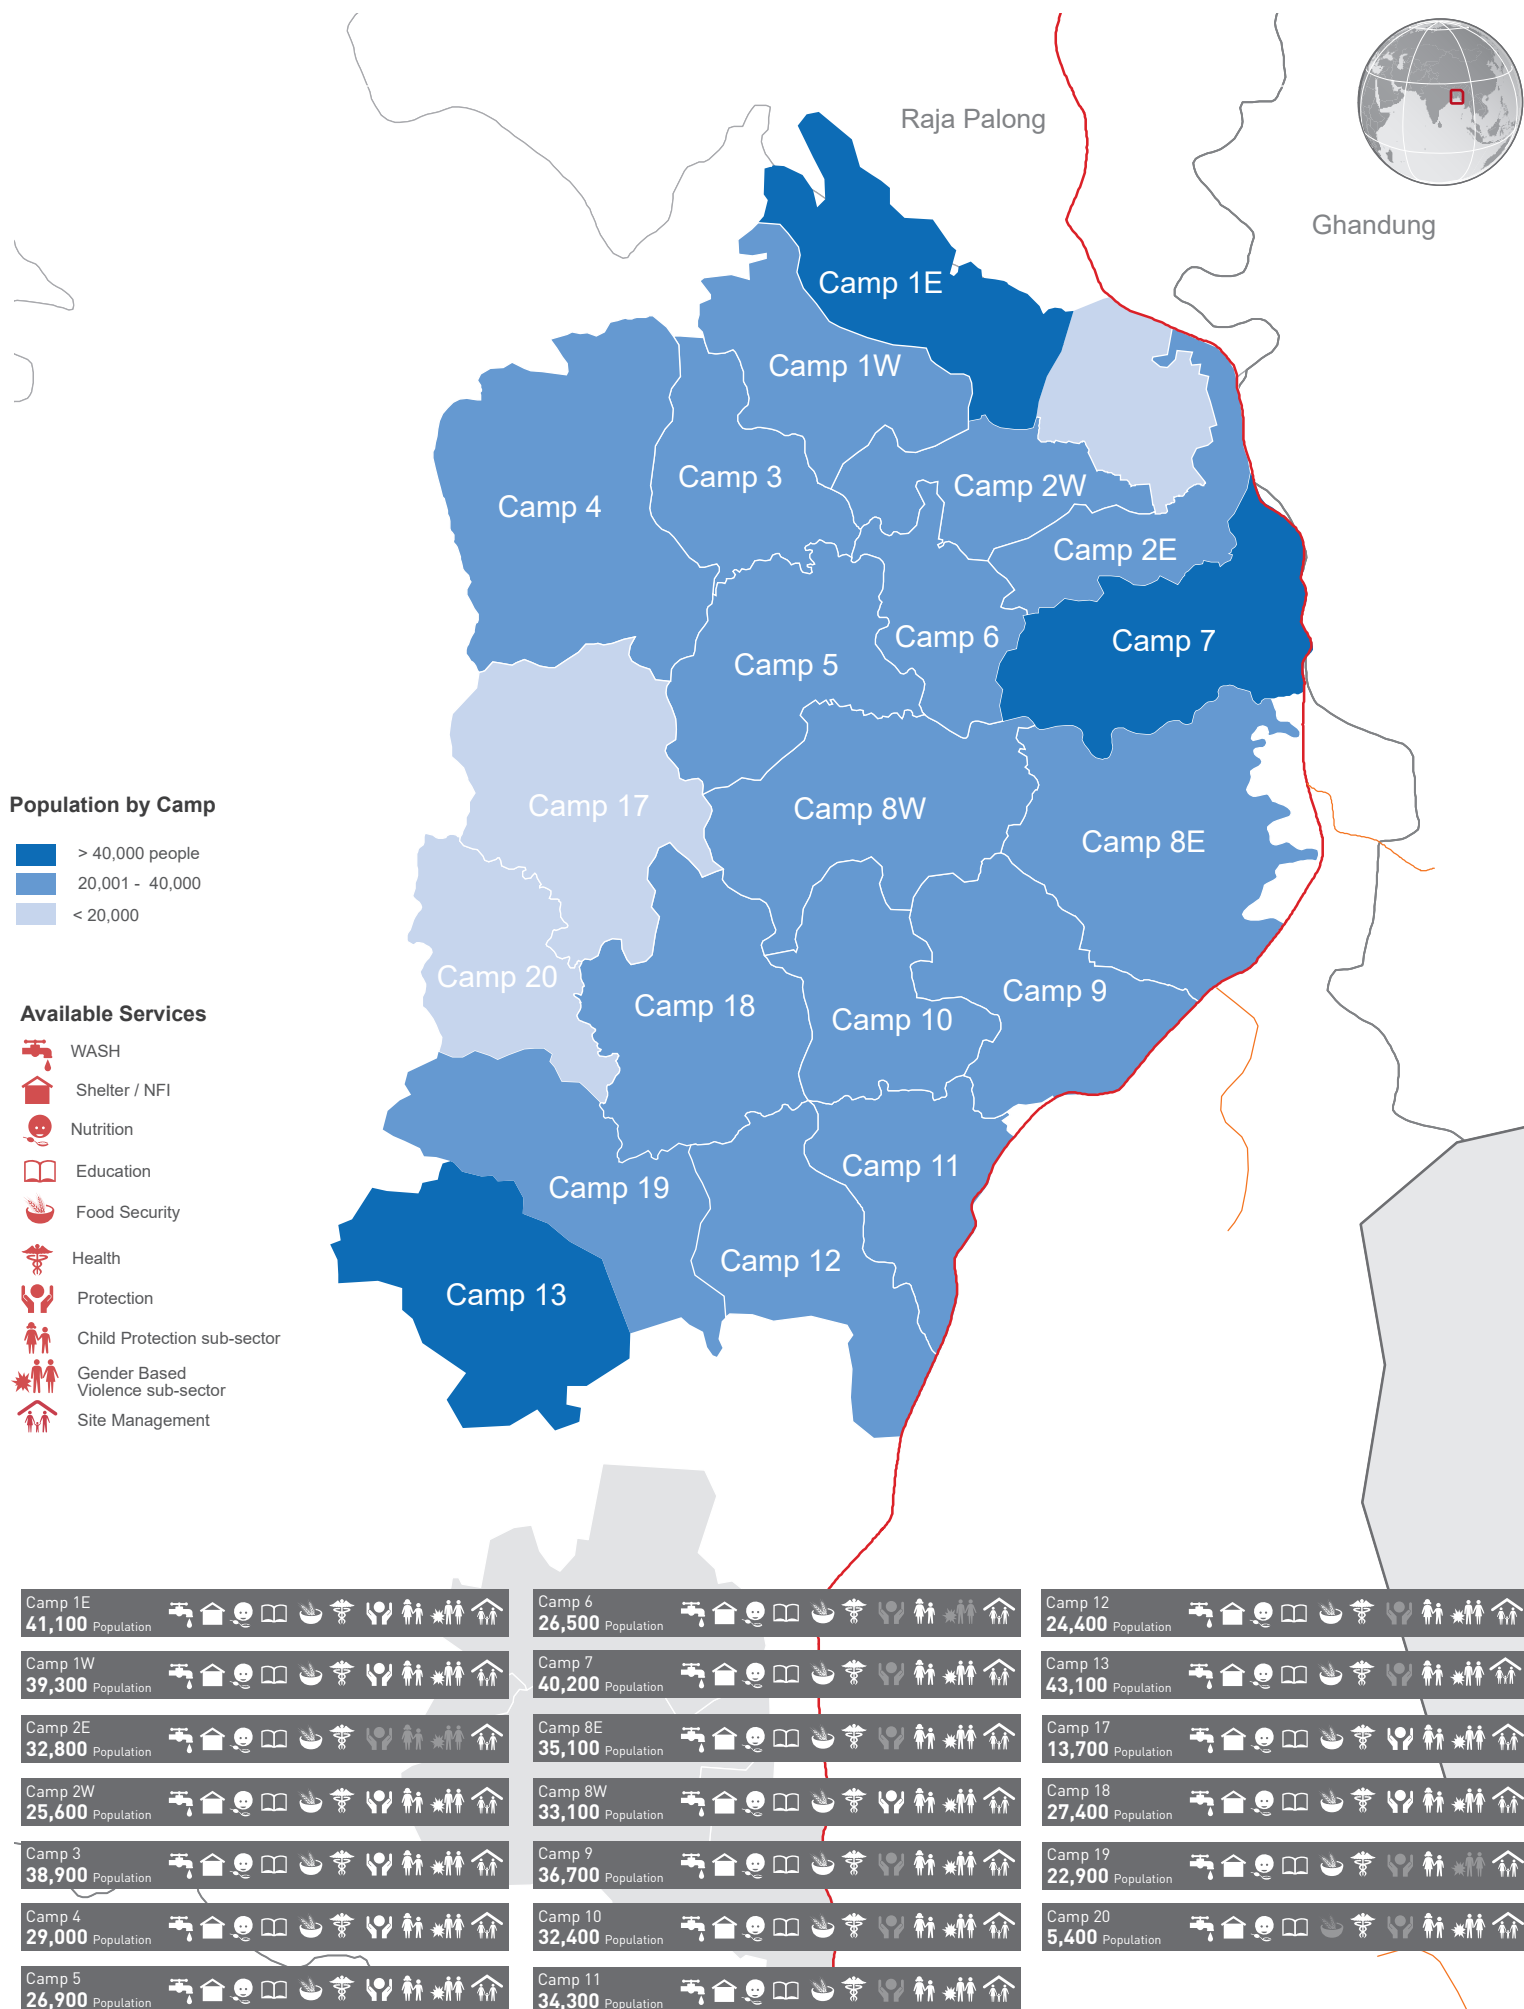 Raja Palong
Ghandung
Camp 1E
Camp 1W
Camp 3
Camp 4
Camp 2W
Camp 2E
Camp 6
Camp 7
Camp 5
Camp 17
Camp 8W
Camp 8E
Camp 20
Camp 18
Camp 10
Camp 9
Camp 11
Camp 19
Camp 12
Camp 13
Population by Camp
> 40,000 people
20,001 - 40,000
< 20,000
Available Services
WASH
Shelter / NFI
Nutrition
Education
Food Security
Health
Protection
Child Protection sub-sector
Gender Based
Violence sub-sector
Site Management
Camp 1E
41,100 Population
Camp 1W
39,300 Population
Camp 2E
32,800 Population
Camp 2W
25,600 Population
Camp 3
38,900 Population
Camp 4
29,000 Population
Camp 5
26,900 Population
Camp 6
26,500 Population
Camp 7
40,200 Population
Camp 8E
35,100 Population
Camp 8W
33,100 Population
Camp 9
36,700 Population
Camp 10
32,400 Population
Camp 11
34,300 Population
Camp 12
24,400 Population
Camp 13
43,100 Population
Camp 17
13,700 Population
Camp 18
27,400 Population
Camp 19
22,900 Population
Camp 20
5,400 Population